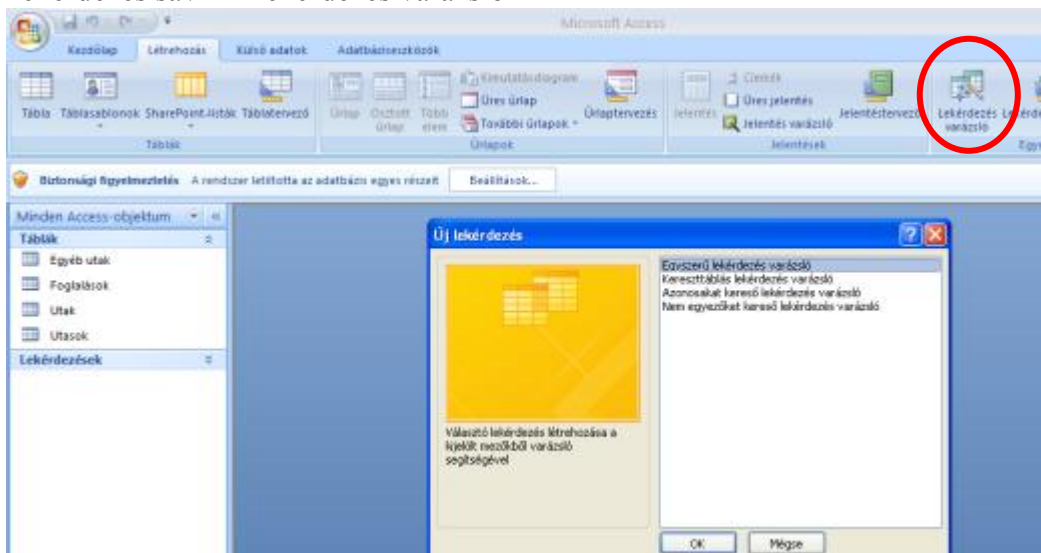 Microsoft Access
Kezdőlap Létrehozás Külső adatok Adatbáziseszközök
Tábla Táblasablonok SharePoint-listák Táblatervező
Táblák
Űrlap Osztott űrlap Több elem
Kimutatásdiagram
Üres űrlap
További űrlapok
Űrlaptervezés
Űrlapok
Jelentés
Címkék
Üres jelentés
Jelentés varázsló
Jelentéstervező
Jelentések
Lekérdezés varázsló
Biztonsági figyelmeztetés A rendszer letiltotta az adatbázis egyes részeit Beállítások...
Minden Access-objektum
Táblák
Egyéb utak
Foglalások
Utak
Utasok
Lekérdezések
Új lekérdezés
Egyszerű lekérdezés varázsló
Kereszttáblás lekérdezés varázsló
Azonosakat kereső lekérdezés varázsló
Nem egyezőket kereső lekérdezés varázsló
Választó lekérdezés létrehozása a
kijelölt mezőkből varázsló
segítségével
OK Mégse